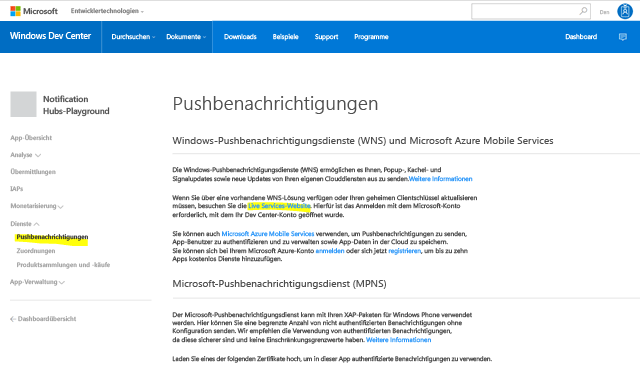 Microsoft
Entwicklertechnologien
Den
Windows Dev Center
Durchsuchen
Dokumente
Downloads
Beispiele
Support
Programme
Dashboard
Notification
Hubs-Playground
App-Übersicht
Analyse
Übermittlungen
IAPs
Monetarisierung
Dienste
Pushbenachrichtigungen
Zuordnungen
Produktsammlungen und -käufe
App-Verwaltung
Dashboardübersicht
Pushbenachrichtigungen
Windows-Pushbenachrichtigungsdienste (WNS) und Microsoft Azure Mobile Services
Die Windows-Pushbenachrichtigungsdienste (WNS) ermöglichen es Ihnen, Popup-, Kachel- und
Signalupdates sowie neue Updates von Ihren eigenen Clouddiensten aus zu senden.Weitere Informationen
Wenn Sie über eine vorhandene WNS-Lösung verfügen oder Ihren geheimen Clientschlüssel aktualisieren
müssen, besuchen Sie die Live Services-Website. Hierfür ist das Anmelden mit dem Microsoft-Konto
erforderlich, mit dem Ihr Dev Center-Konto geöffnet wurde.
Sie können auch Microsoft Azure Mobile Services verwenden, um Pushbenachrichtigungen zu senden,
App-Benutzer zu authentifizieren und zu verwalten sowie App-Daten in der Cloud zu speichern.
Sie können sich bei Ihrem Microsoft Azure-Konto anmelden oder sich jetzt registrieren, um bis zu zehn
Apps kostenlos Dienste hinzuzufügen.
Microsoft-Pushbenachrichtigungsdienst (MPNS)
Der Microsoft-Pushbenachrichtigungsdienst kann mit Ihren XAP-Paketen für Windows Phone verwendet
werden. Hier können Sie eine begrenzte Anzahl von nicht authentifizierten Benachrichtigungen ohne
Konfiguration senden. Wir empfehlen die Verwendung von authentifizierten Benachrichtigungen,
da diese sicherer sind und keine Einschränkungsgrenzwerte haben. Weitere Informationen
Laden Sie eines der folgenden Zertifikate hoch, um in dieser App authentifizierte Benachrichtigungen zu verwenden.